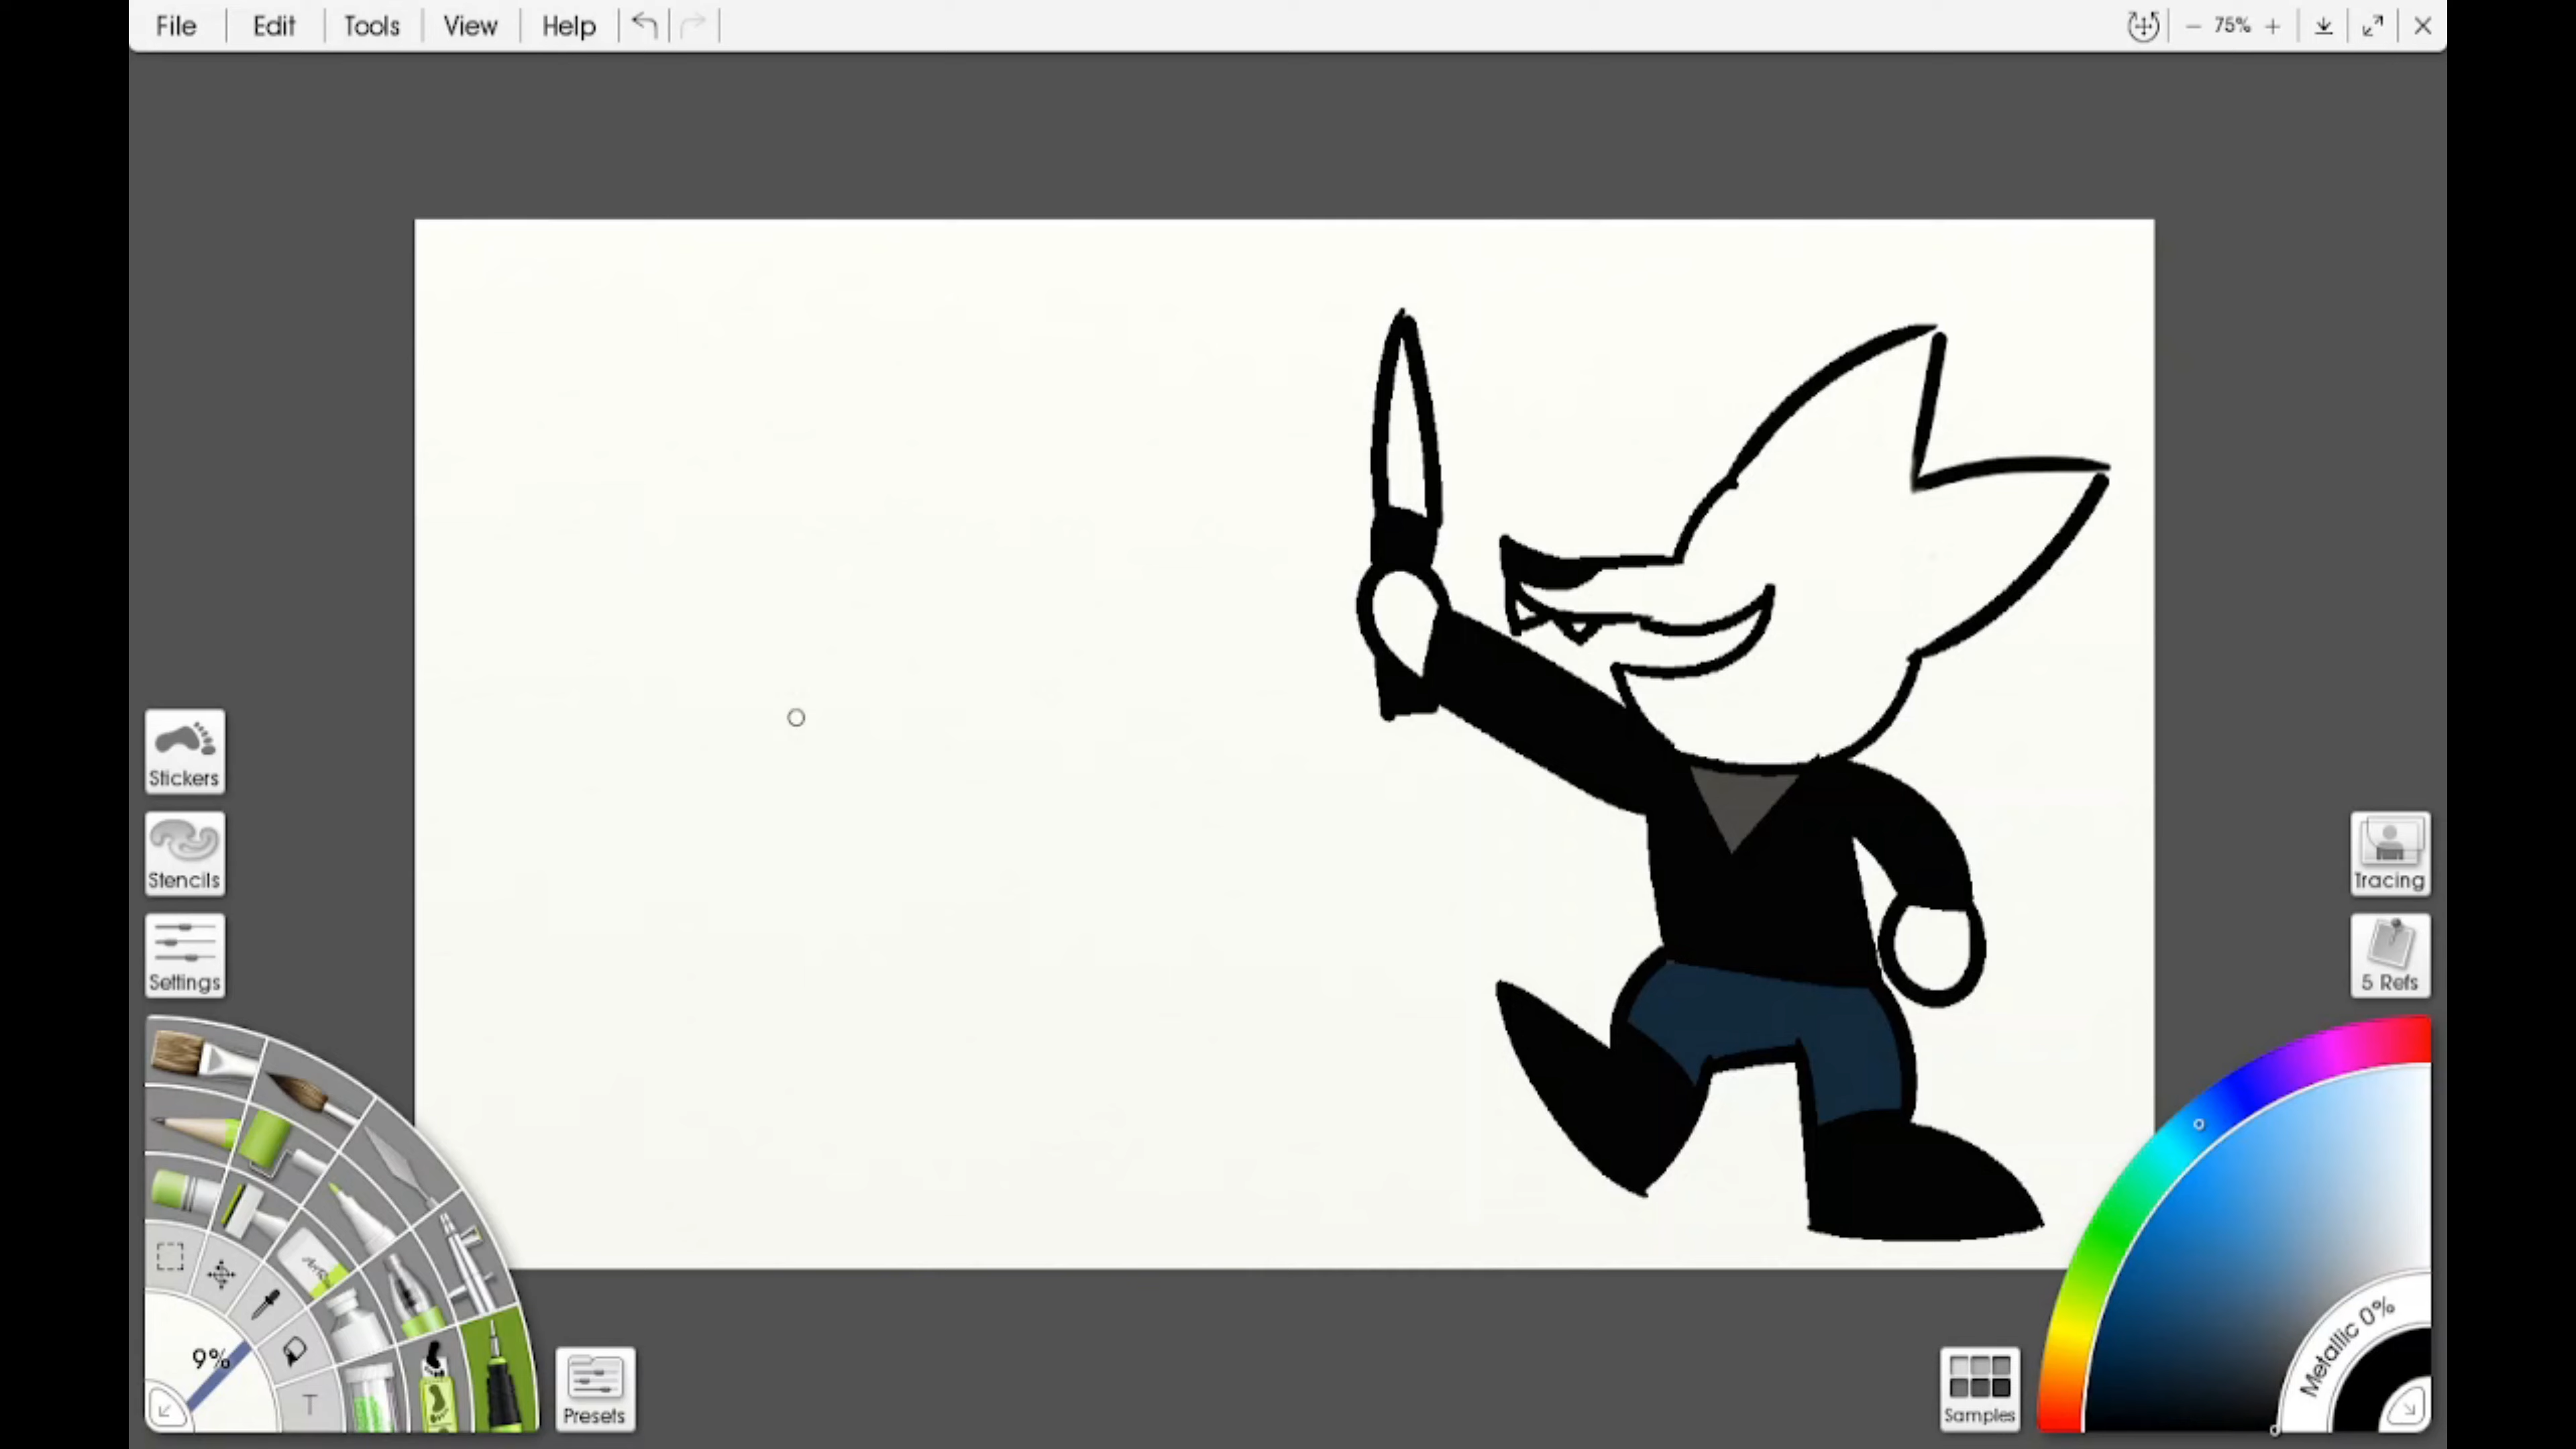 File Edit Tools View Help 75%
Stickers
Stencils
Settings
Tracing
5 Refs
9%
T
Presets
Samples
Metallic 0%